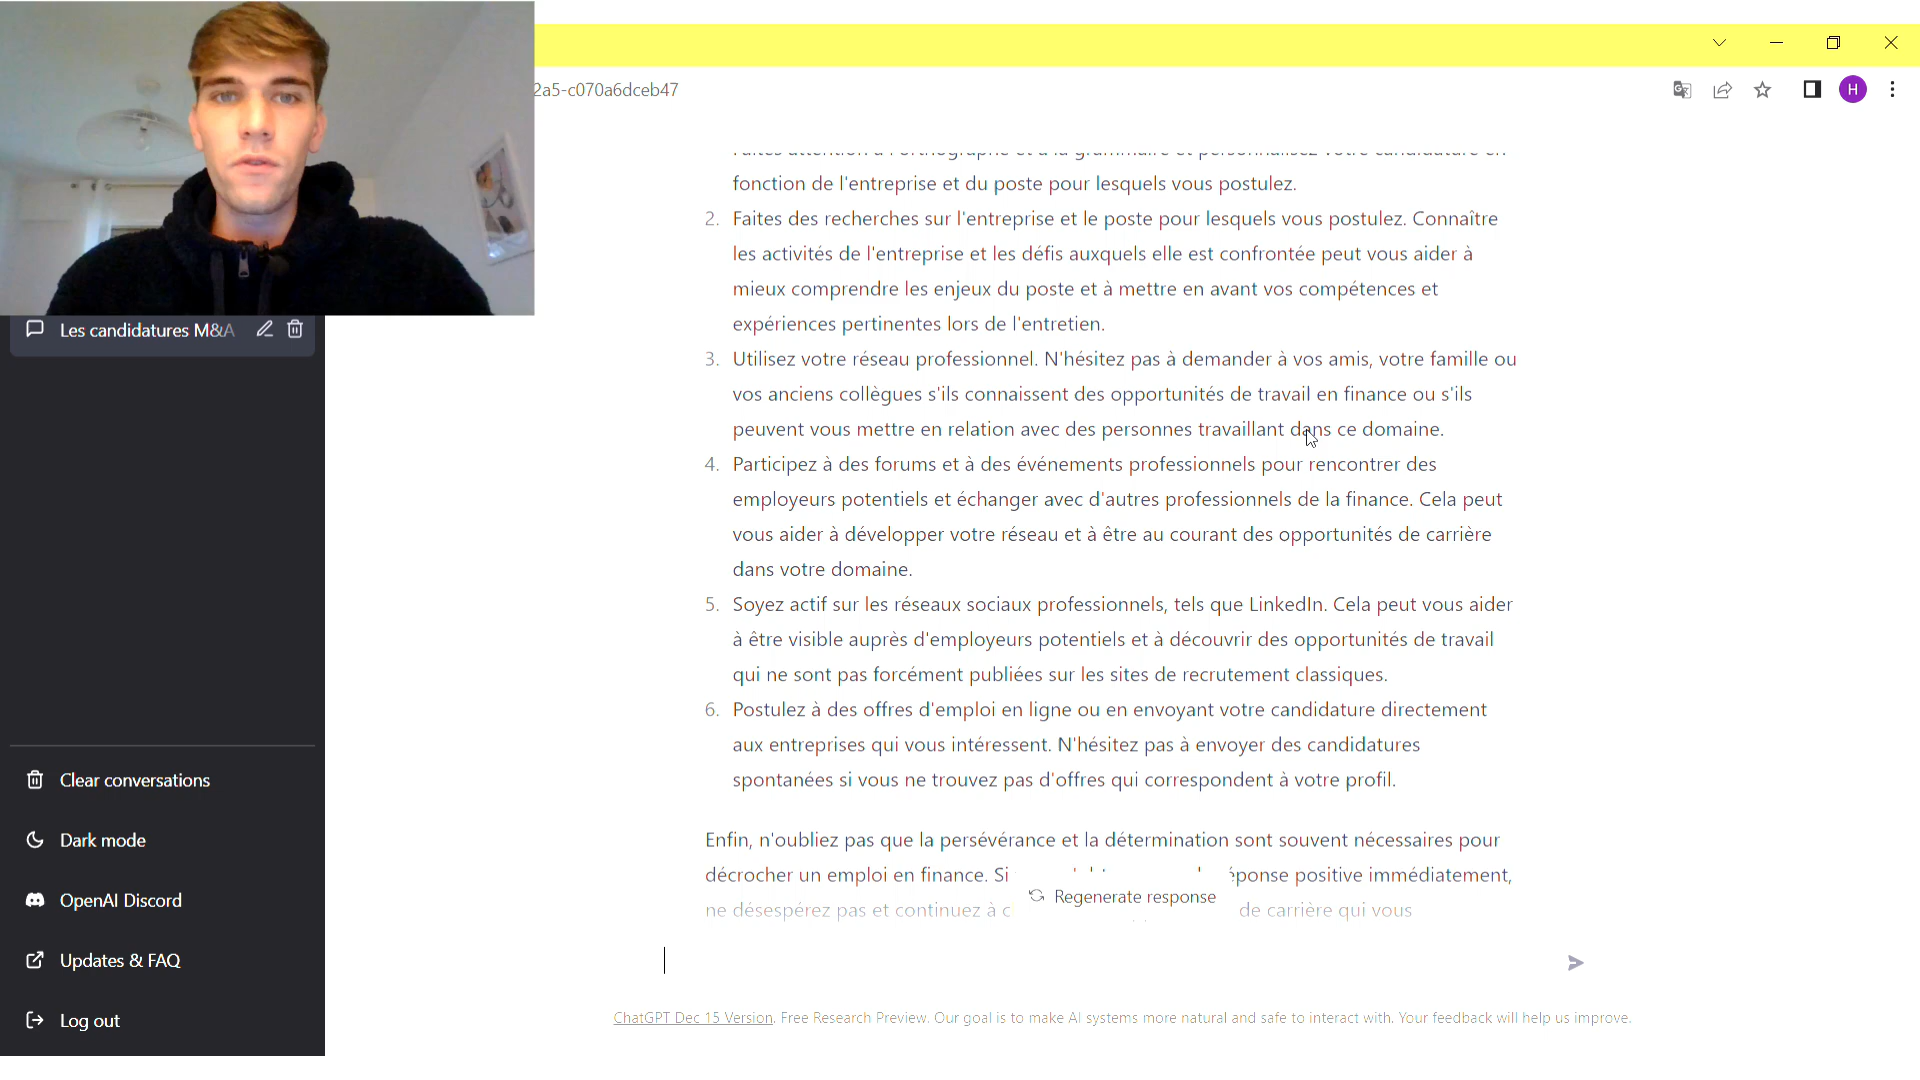 2a5-c070a6dceb47
H
fonction de l'entreprise et du poste pour lesquels vous postulez.
2. Faites des recherches sur l'entreprise et le poste pour lesquels vous postulez. Connaître
les activités de l'entreprise et les défis auxquels elle est confrontée peut vous aider à
mieux comprendre les enjeux du poste et à mettre en avant vos compétences et
expériences pertinentes lors de l'entretien.
3. Utilisez votre réseau professionnel. N'hésitez pas à demander à vos amis, votre famille ou
vos anciens collègues s'ils connaissent des opportunités de travail en finance ou s'ils
peuvent vous mettre en relation avec des personnes travaillant dans ce domaine.
4. Participez à des forums et à des événements professionnels pour rencontrer des
employeurs potentiels et échanger avec d'autres professionnels de la finance. Cela peut
vous aider à développer votre réseau et à être au courant des opportunités de carrière
dans votre domaine.
5. Soyez actif sur les réseaux sociaux professionnels, tels que LinkedIn. Cela peut vous aider
à être visible auprès d'employeurs potentiels et à découvrir des opportunités de travail
qui ne sont pas forcément publiées sur les sites de recrutement classiques.
6. Postulez à des offres d'emploi en ligne ou en envoyant votre candidature directement
aux entreprises qui vous intéressent. N'hésitez pas à envoyer des candidatures
spontanées si vous ne trouvez pas d'offres qui correspondent à votre profil.
Enfin, n'oubliez pas que la persévérance et la détermination sont souvent nécessaires pour
décrocher un emploi en finance. Si éponse positive immédiatement,
ne désespérez pas et continuez à c de carrière qui vous
Regenerate response
ChatGPT Dec 15 Version. Free Research Preview. Our goal is to make AI systems more natural and safe to interact with. Your feedback will help us improve.
Les candidatures M&A
Clear conversations
Dark mode
OpenAI Discord
Updates & FAQ
Log out